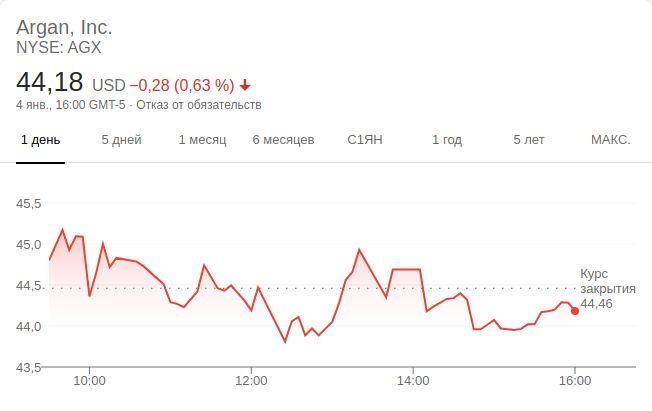 Argan, Inc.
NYSE: AGX
44,18 USD −0,28 (0,63 %)
4 янв., 16:00 GMT-5 · Отказ от обязательств
1 день 5 дней 1 месяц 6 месяцев С1ЯН 1 год 5 лет МАКС.
45,5
45,0
44,5
44,0
43,5
Курс
закрытия
44,46
10:00 12:00 14:00 16:00